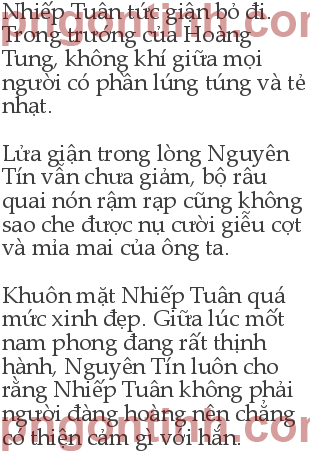 Nhiếp Tuân tức giận bỏ đi.
Trong trướng của Hoàng
Tung, không khí giữa mọi
người có phần lúng túng và tẻ
nhạt.

Lửa giận trong lòng Nguyên
Tín vẫn chưa giảm, bộ râu
quai nón rậm rạp cũng không
sao che được nụ cười giễu cợt
và mỉa mai của ông ta.

Khuôn mặt Nhiếp Tuân quá
mức xinh đẹp. Giữa lúc mốt
nam phong đang rất thịnh
hành, Nguyên Tín luôn cho
rằng Nhiếp Tuân không phải
người đàng hoàng nên chẳng
có thiện cảm gì với hắn.
pngontinh.com
pngontinh.com